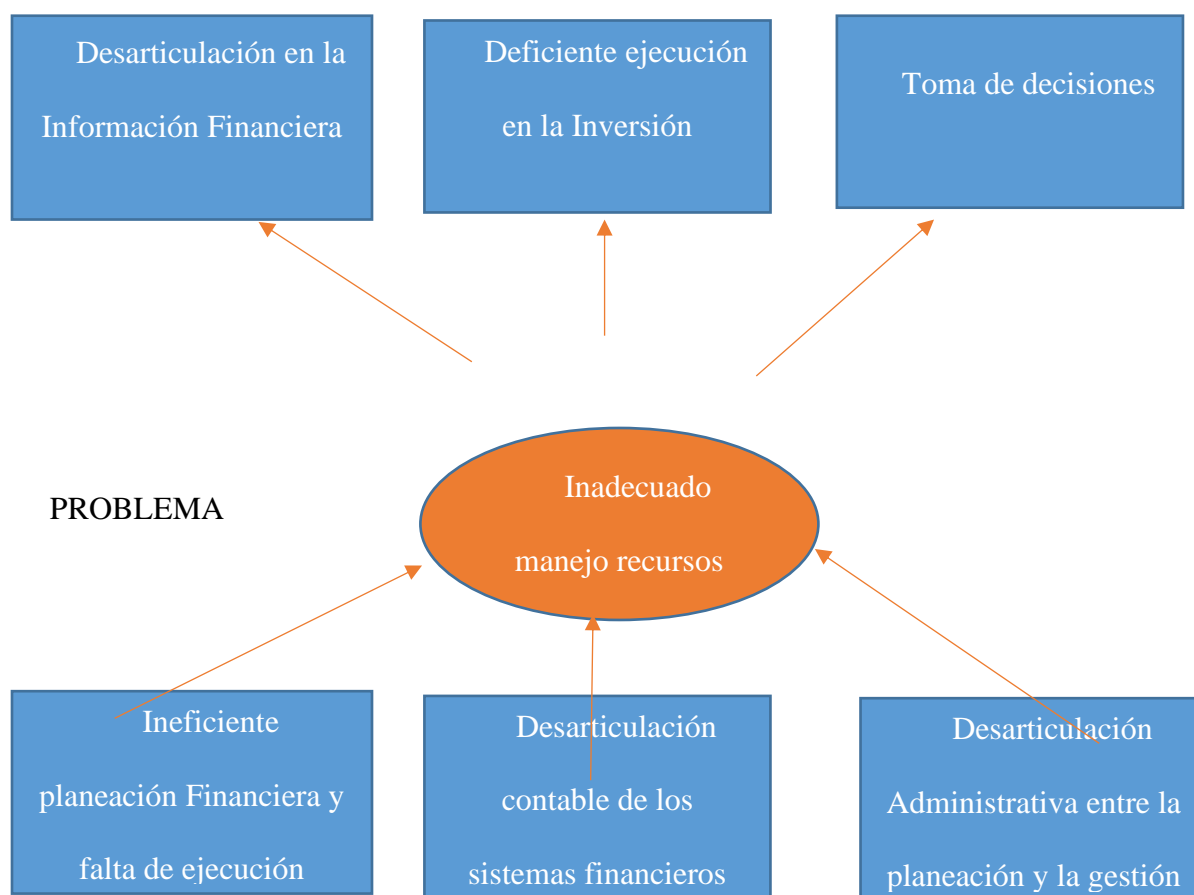 Desarticulación en la
Información Financiera
Deficiente ejecución
en la Inversión
Toma de decisiones
PROBLEMA
Inadecuado
manejo recursos
Ineficiente
planeación Financiera y
falta de ejecución
Desarticulación
contable de los
sistemas financieros
Desarticulación
Administrativa entre la
planeación y la gestión